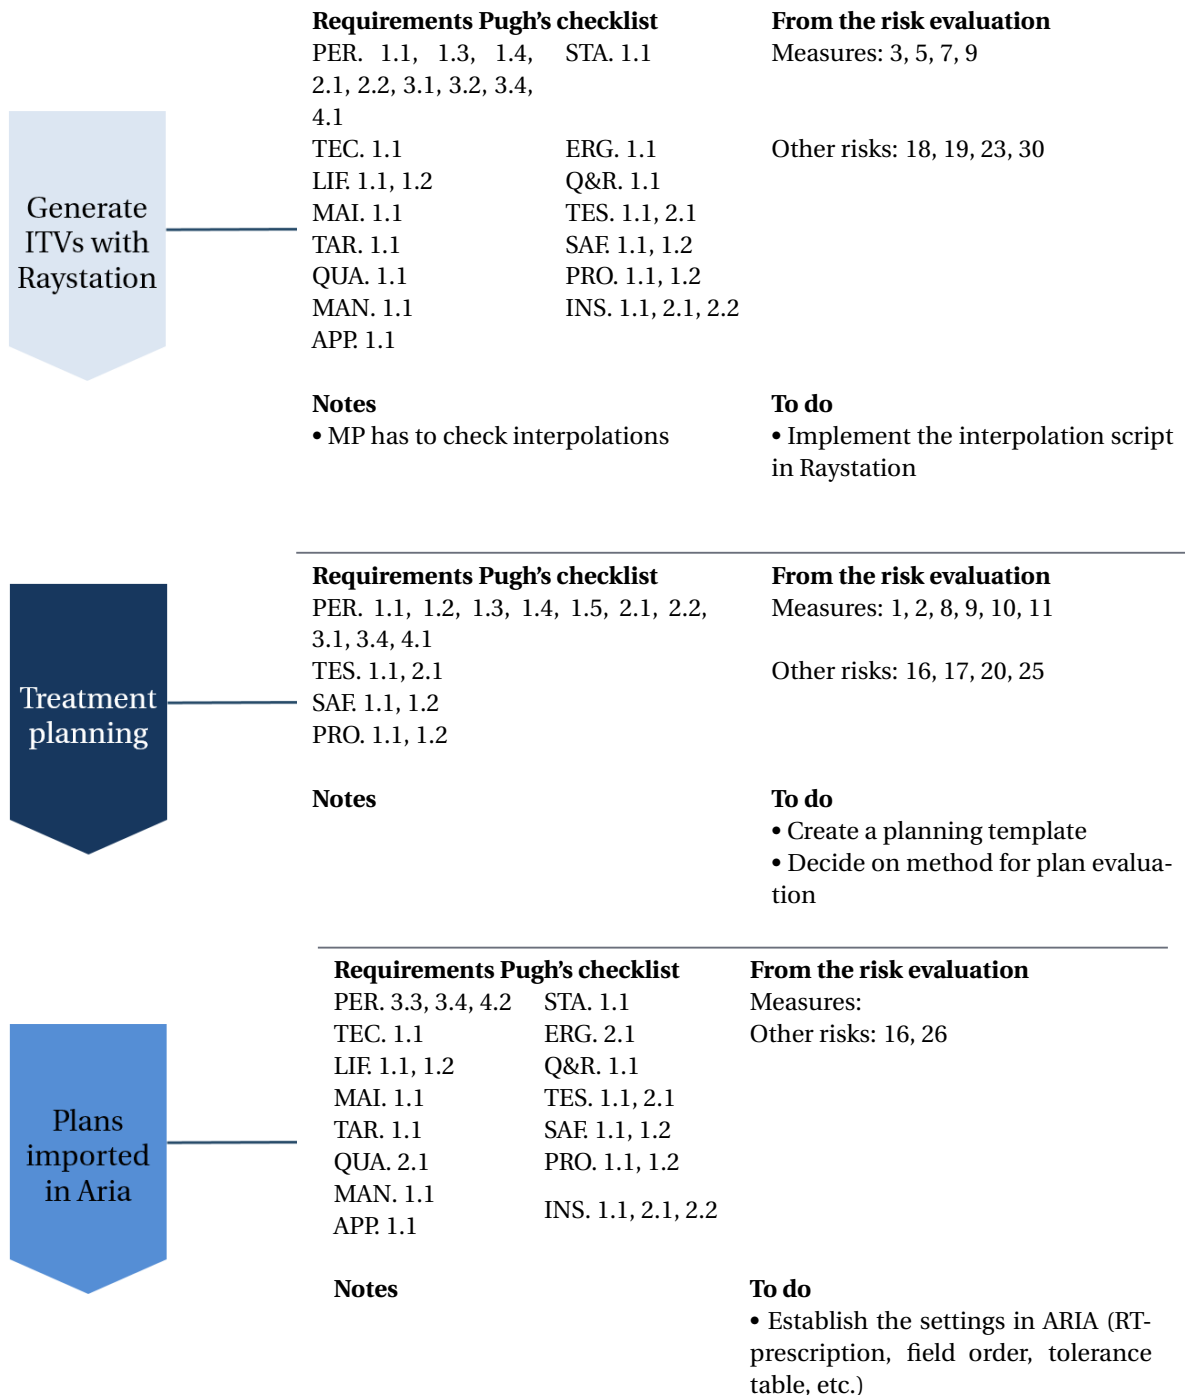 Requirements Pugh's checklist
From the risk evaluation
PER. 1.1, 1.3, 1.4,
2.1, 2.2, 3.1, 3.2, 3.4,
4.1
STA. 1.1
Measures: 3, 5, 7, 9
TEC. 1.1
ERG. 1.1
Other risks: 18, 19, 23, 30
LIF. 1.1, 1.2
Q&R. 1.1
MAI. 1.1
TES. 1.1, 2.1
TAR. 1.1
SAF. 1.1, 1.2
QUA. 1.1
PRO. 1.1, 1.2
MAN. 1.1
INS. 1.1, 2.1, 2.2
APP. 1.1
Generate
ITVs with
Raystation
Notes
• MP has to check interpolations
To do
• Implement the interpolation script
in Raystation
Requirements Pugh's checklist
From the risk evaluation
PER. 1.1, 1.2, 1.3, 1.4, 1.5, 2.1, 2.2,
3.1, 3.4, 4.1
Measures: 1, 2, 8, 9, 10, 11
TES. 1.1, 2.1
Other risks: 16, 17, 20, 25
SAF. 1.1, 1.2
PRO. 1.1, 1.2
Treatment
planning
Notes
To do
• Create a planning template
• Decide on method for plan evalua-
tion
Requirements Pugh's checklist
From the risk evaluation
PER. 3.3, 3.4, 4.2
STA. 1.1
Measures:
TEC. 1.1
ERG. 2.1
Other risks: 16, 26
LIF. 1.1, 1.2
Q&R. 1.1
MAI. 1.1
TES. 1.1, 2.1
TAR. 1.1
SAF. 1.1, 1.2
QUA. 2.1
PRO. 1.1, 1.2
MAN. 1.1
INS. 1.1, 2.1, 2.2
APP. 1.1
Plans
imported
in Aria
Notes
To do
• Establish the settings in ARIA (RT-
prescription, field order, tolerance
table, etc.)